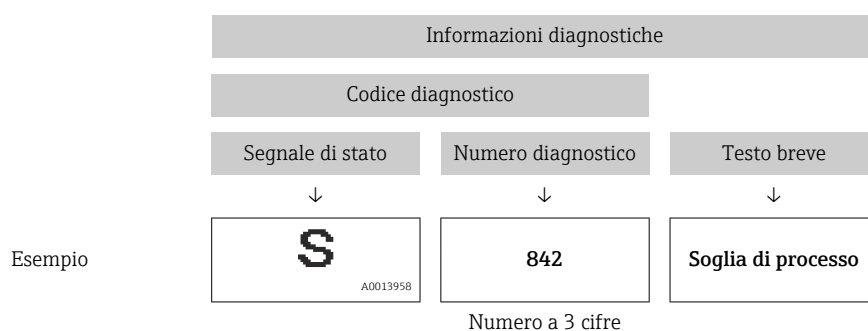 Informazioni diagnostiche
Codice diagnostico
Segnale di stato Numero diagnostico Testo breve
↓ ↓ ↓
Esempio S 842 Soglia di processo
A0013958
Numero a 3 cifre